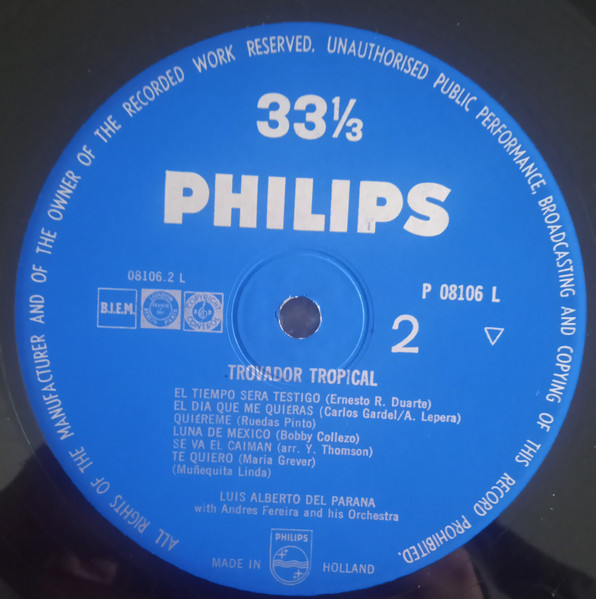 ALL RIGHTS OF THE MANUFACTURER AND OF THE OWNER OF THE RECORDED WORK RESERVED. UNAUTHORISED PUBLIC PERFORMANCE, BROADCASTING AND COPYING OF THIS RECORD PROHIBITED.
33⅓
PHILIPS
08106.2 L
P 08106 L
B.I.E.M.
COPYRIGHT CONTROL
2
TROVADOR TROPICAL
EL TIEMPO SERA TESTIGO (Ernesto R. Duarte)
EL DIA QUE ME QUIERAS (Carlos Gardel/A. Lepera)
QUIEREME (Ruedas Pinto)
LUNA DE MEXICO (Bobby Collezo)
SE VA EL CAIMAN (arr. Y. Thomson)
TE QUIERO (Maria Grever)
(Muñequita Linda)
LUIS ALBERTO DEL PARANA
with Andres Fereira and his Orchestra
PHILIPS
MADE IN HOLLAND